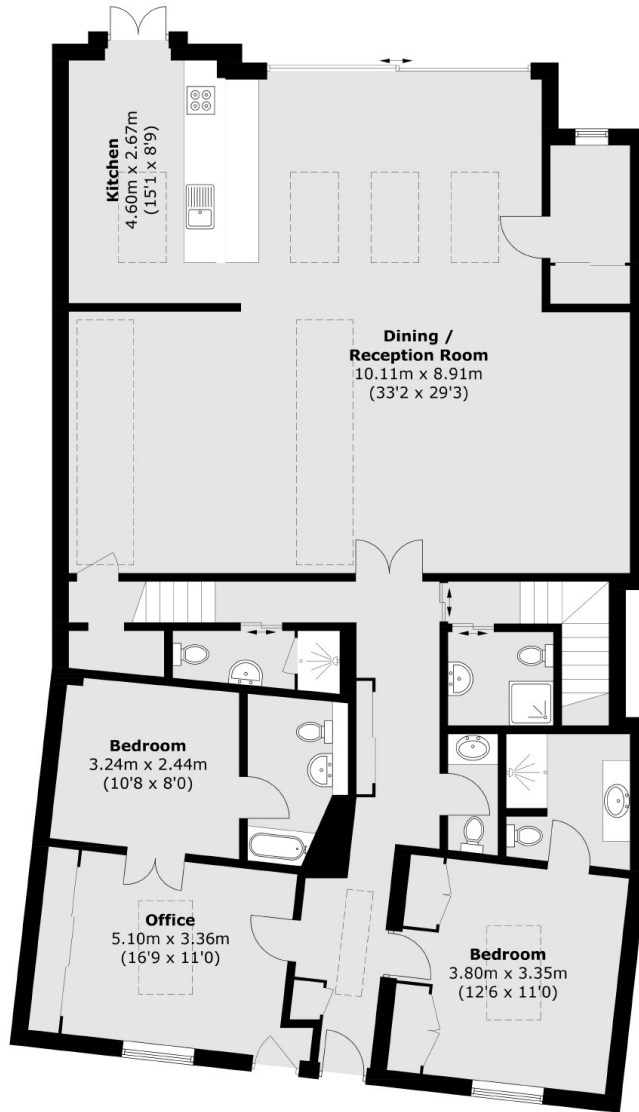 Kitchen
4.60m x 2.67m
(15'1 x 8'9)
Dining /
Reception Room
10.11m x 8.91m
(33'2 x 29'3)
Bedroom
3.24m x 2.44m
(10'8 x 8'0)
Office
5.10m x 3.36m
(16'9 x 11'0)
Bedroom
3.80m x 3.35m
(12'6 x 11'0)